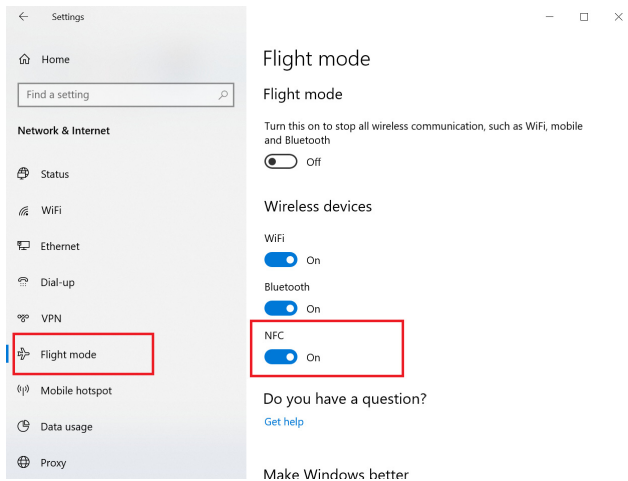 Settings
Home
Find a setting
Network & Internet
Status
WiFi
Ethernet
Dial-up
VPN
Flight mode
Mobile hotspot
Data usage
Proxy
Flight mode
Flight mode
Turn this on to stop all wireless communication, such as WiFi, mobile
and Bluetooth
Off
Wireless devices
WiFi
On
Bluetooth
On
NFC
On
Do you have a question?
Get help
Make Windows better